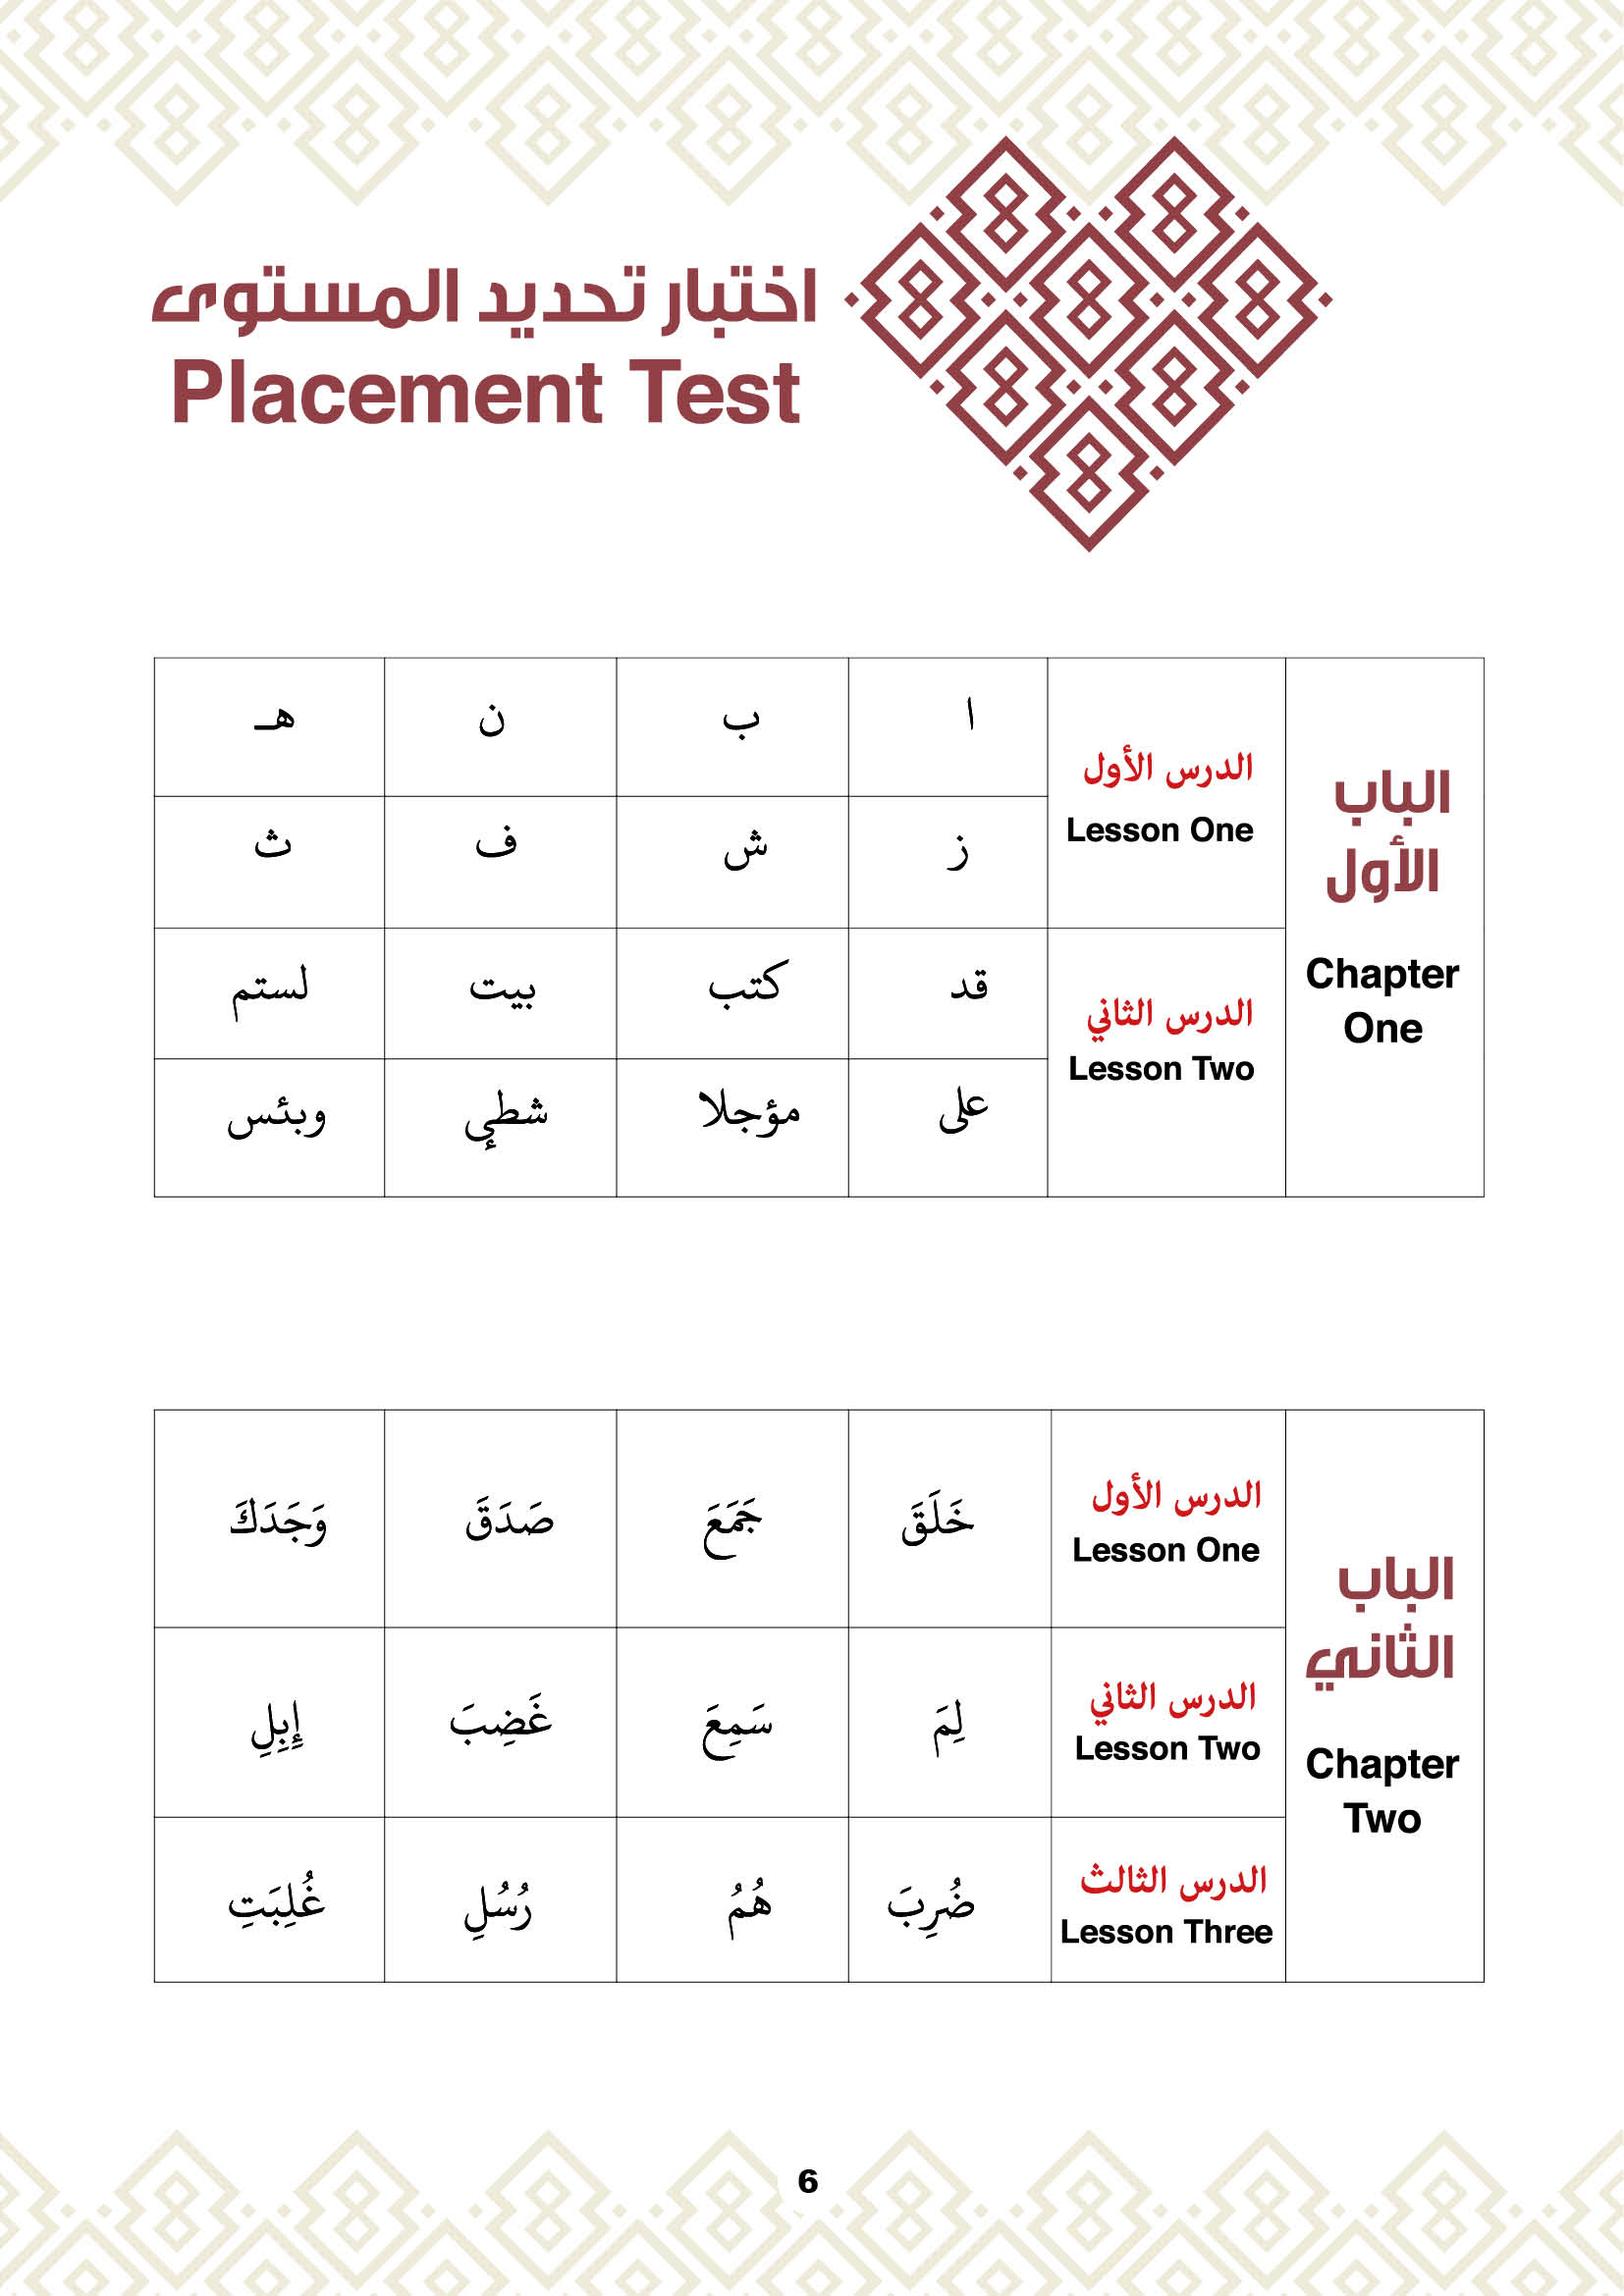 اختبار تحديد المستوى
Placement Test
الباب
الأول
Chapter
One
الدرس الأول
Lesson One
ا ب ن هـ
ز ش ف ث
الدرس الثاني
Lesson Two
قد كتب بيت لستم
على مؤجلا شطإي وبئس
الباب
الثاني
Chapter
Two
الدرس الأول
Lesson One
خَلَقَ جَمَعَ صَدَقَ وَجَدَكَ
الدرس الثاني
Lesson Two
لِمَ سَمِعَ غَضِبَ إِبِلِ
الدرس الثالث
Lesson Three
ضُرِبَ هُمُ رُسُلِ غُلِبَتِ
6